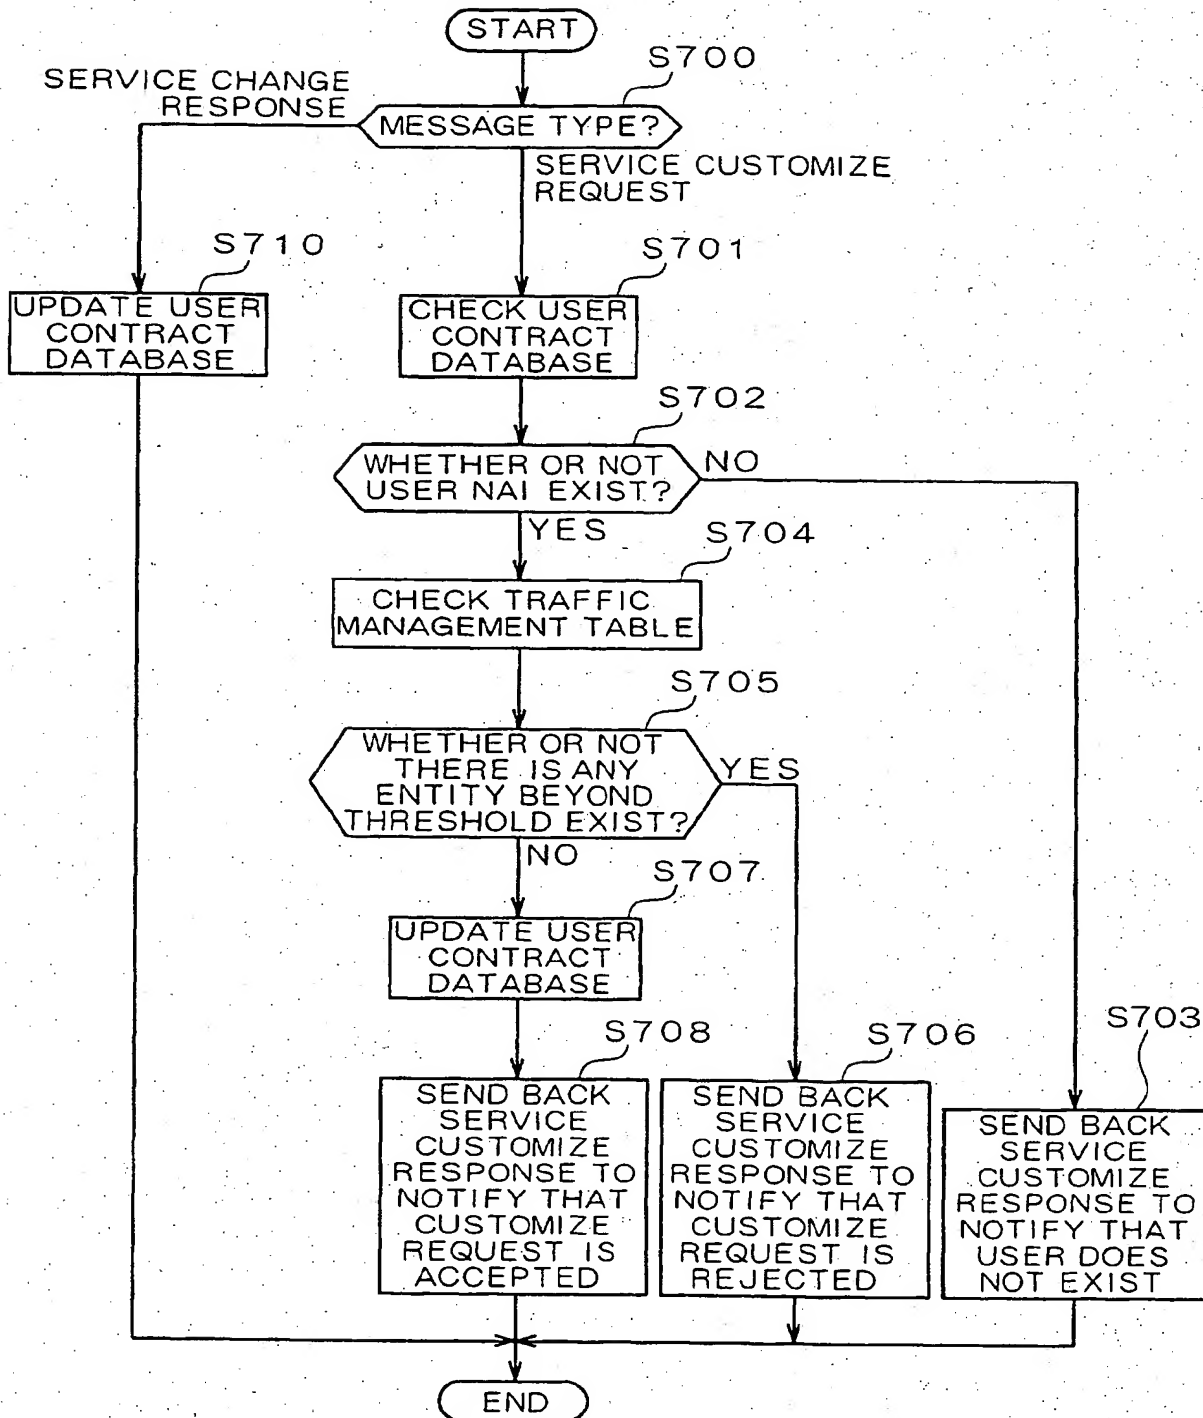 START
S700
SERVICE CHANGE
RESPONSE
MESSAGE TYPE?
SERVICE CUSTOMIZE
REQUEST
S710
S701
UPDATE USER
CONTRACT
DATABASE
CHECK USER
CONTRACT
DATABASE
S702
WHETHER OR NOT
USER NAI EXIST?
NO
YES
S704
CHECK TRAFFIC
MANAGEMENT TABLE
S705
WHETHER OR NOT
THERE IS ANY
ENTITY BEYOND
THRESHOLD EXIST?
YES
NO
S707
UPDATE USER
CONTRACT
DATABASE
S708
S706
S703
SEND BACK
SERVICE
CUSTOMIZE
RESPONSE TO
NOTIFY THAT
CUSTOMIZE
REQUEST IS
ACCEPTED
SEND BACK
SERVICE
CUSTOMIZE
RESPONSE TO
NOTIFY THAT
CUSTOMIZE
REQUEST IS
REJECTED
SEND BACK
SERVICE
CUSTOMIZE
RESPONSE TO
NOTIFY THAT
USER DOES
NOT EXIST
END